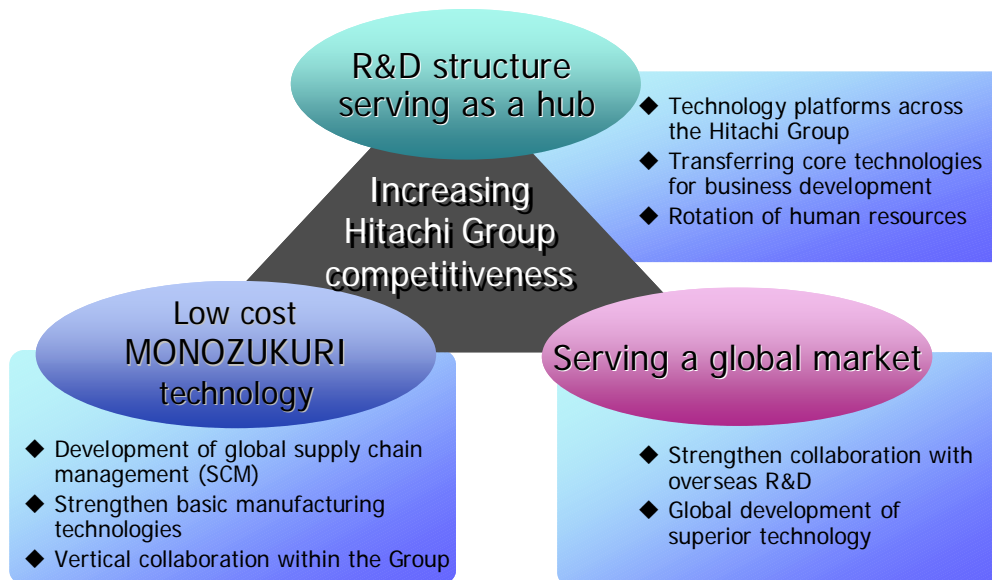 R&D structure
serving as a hub
◆ Technology platforms across
the Hitachi Group
◆ Transferring core technologies
for business development
◆ Rotation of human resources
Increasing
Hitachi Group
competitiveness
Low cost
MONOZUKURI
technology
◆ Development of global supply chain
management (SCM)
◆ Strengthen basic manufacturing
technologies
◆ Vertical collaboration within the Group
Serving a global market
◆ Strengthen collaboration with
overseas R&D
◆ Global development of
superior technology